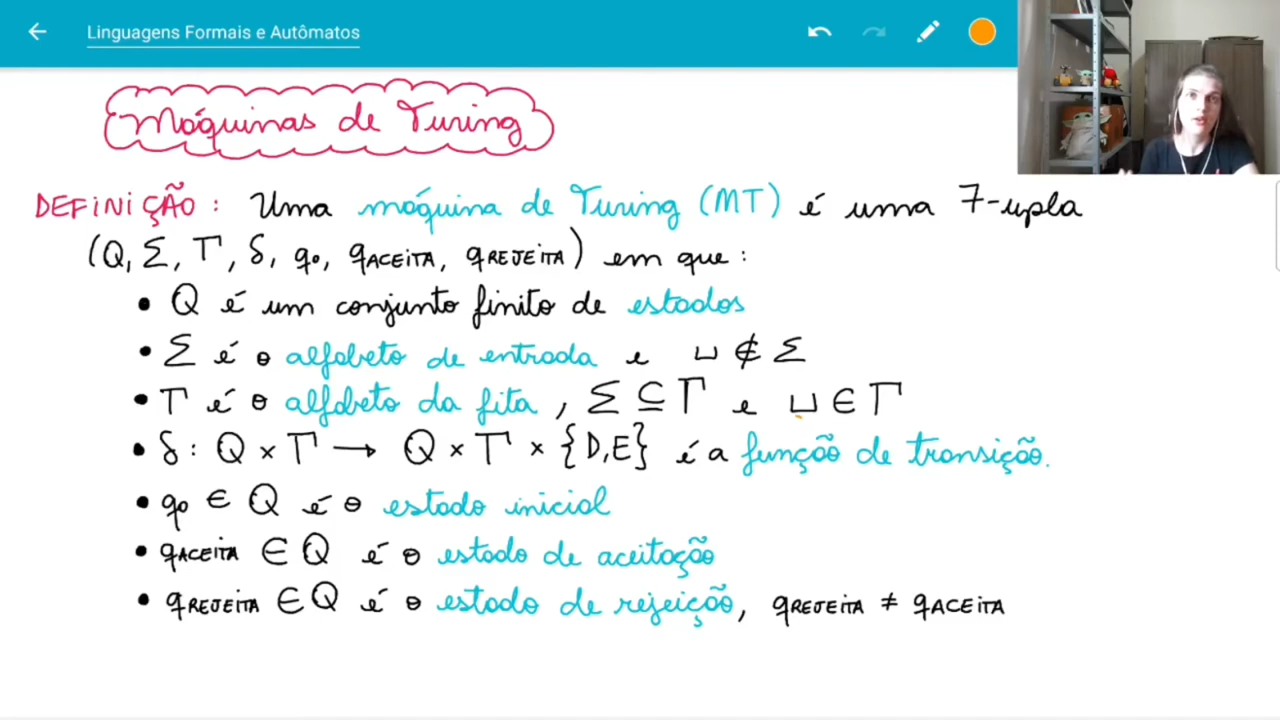 Linguagens Formais e Autômatos
Máquinas de Turing
DEFINIÇÃO: Uma máquina de Turing (MT) é uma 7-upla
(Q, Σ, Γ, δ, q₀, qACEITA, qREJEITA) em que:
• Q é um conjunto finito de estados
• Σ é o alfabeto de entrada e ⊔ ∉ Σ
• Γ é o alfabeto da fita, Σ ⊆ Γ e ⊔ ∈ Γ
• δ: Q × Γ → Q × Γ × {D,E} é a função de transição.
• q₀ ∈ Q é o estado inicial
• qACEITA ∈ Q é o estado de aceitação
• qREJEITA ∈ Q é o estado de rejeição, qREJEITA ≠ qACEITA